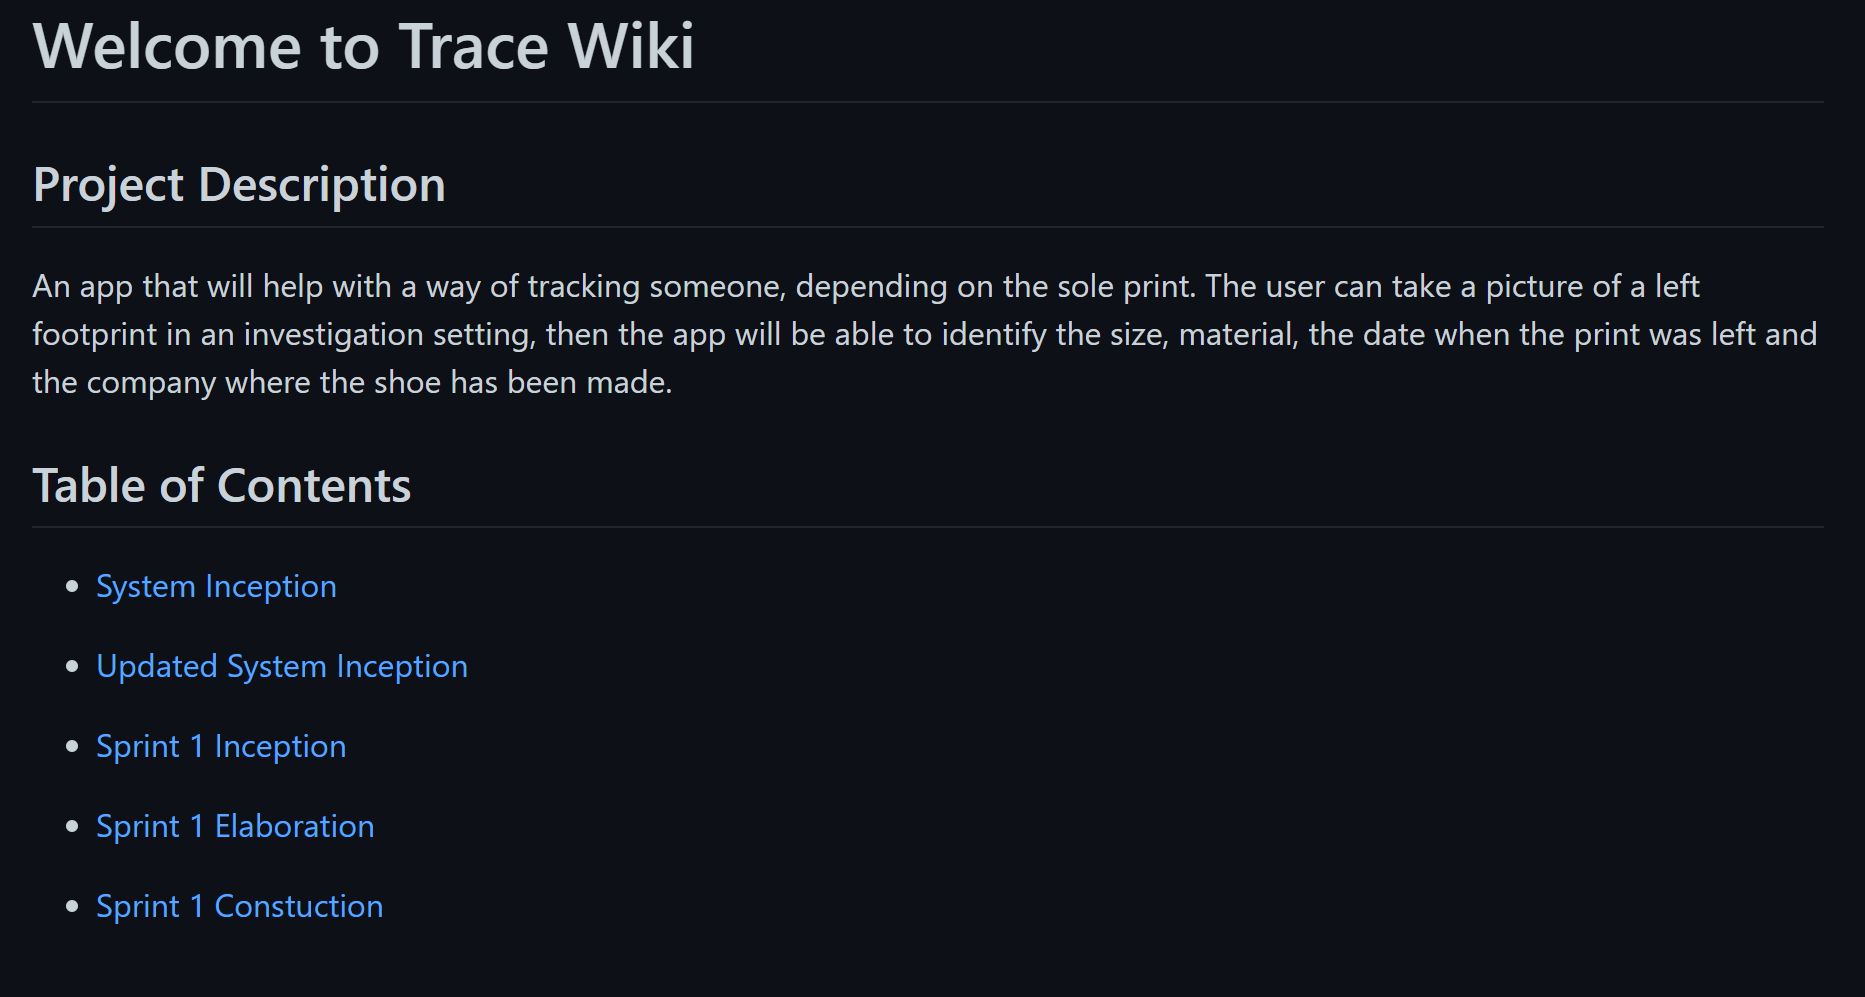 Welcome to Trace Wiki
Project Description
An app that will help with a way of tracking someone, depending on the sole print. The user can take a picture of a left
footprint in an investigation setting, then the app will be able to identify the size, material, the date when the print was left and
the company where the shoe has been made.
Table of Contents
System Inception
Updated System Inception
Sprint 1 Inception
Sprint 1 Elaboration
Sprint 1 Constuction